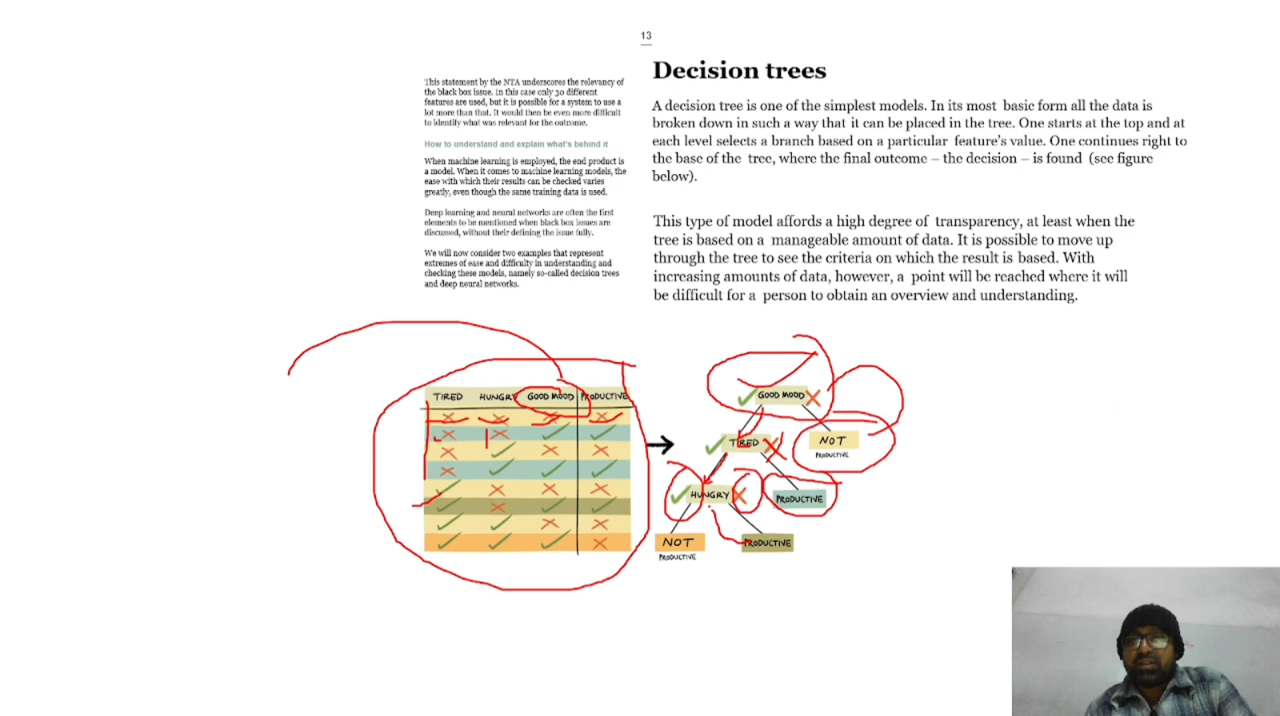 13
This statement by the NTA underscores the relevancy of
the black box issue. In this case only 30 different
features are used, but it is possible for a system to use a
lot more than that. It would then be even more difficult
to identify what was relevant for the outcome.
How to understand and explain what's behind it
When machine learning is employed, the end product is
a model. When it comes to machine learning models, the
ease with which their results can be checked varies
greatly, even though the same training data is used.
Deep learning and neural networks are often the first
elements to be mentioned when black box issues are
discussed, without their defining the issue fully.
We will now consider two examples that represent
extremes of ease and difficulty in understanding and
checking these models, namely so-called decision trees
and deep neural networks.
Decision trees
A decision tree is one of the simplest models. In its most basic form all the data is
broken down in such a way that it can be placed in the tree. One starts at the top and at
each level selects a branch based on a particular feature's value. One continues right to
the base of the tree, where the final outcome – the decision – is found (see figure
below).
This type of model affords a high degree of transparency, at least when the
tree is based on a manageable amount of data. It is possible to move up
through the tree to see the criteria on which the result is based. With
increasing amounts of data, however, a point will be reached where it will
be difficult for a person to obtain an overview and understanding.
TIRED HUNGRY GOOD MOOD PRODUCTIVE
GOOD MOOD
TIRED
NOT
PRODUCTIVE
HUNGRY
PRODUCTIVE
NOT
PRODUCTIVE
PRODUCTIVE